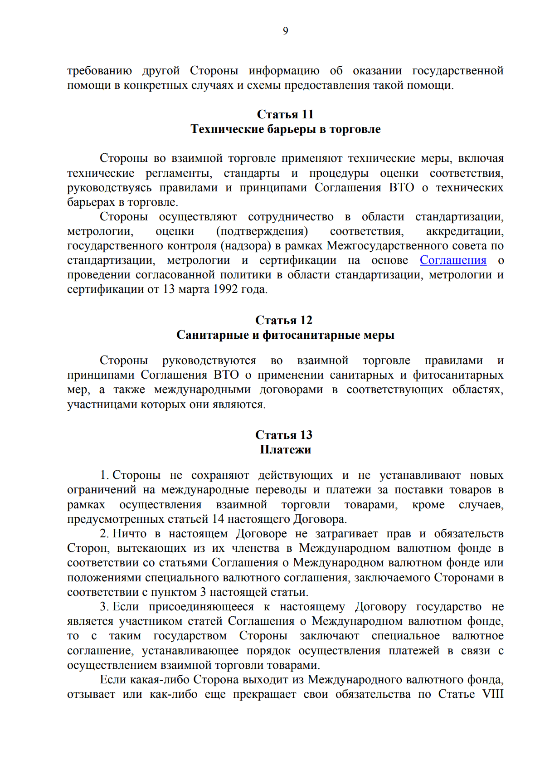 9
требованию другой Стороны информацию об оказании государственной
помощи в конкретных случаях и схемы предоставления такой помощи.
Статья 11
Технические барьеры в торговле
Стороны во взаимной торговле применяют технические меры, включая
технические регламенты, стандарты и процедуры оценки соответствия,
руководствуясь правилами и принципами Соглашения ВТО о технических
барьерах в торговле.
Стороны осуществляют сотрудничество в области стандартизации,
метрологии, оценки (подтверждения) соответствия, аккредитации,
государственного контроля (надзора) в рамках Межгосударственного совета по
стандартизации, метрологии и сертификации на основе Соглашения о
проведении согласованной политики в области стандартизации, метрологии и
сертификации от 13 марта 1992 года.
Статья 12
Санитарные и фитосанитарные меры
Стороны руководствуются во взаимной торговле правилами и
принципами Соглашения ВТО о применении санитарных и фитосанитарных
мер, а также международными договорами в соответствующих областях,
участницами которых они являются.
Статья 13
Платежи
1. Стороны не сохраняют действующих и не устанавливают новых
ограничений на международные переводы и платежи за поставки товаров в
рамках осуществления взаимной торговли товарами, кроме случаев,
предусмотренных статьей 14 настоящего Договора.
2. Ничто в настоящем Договоре не затрагивает прав и обязательств
Сторон, вытекающих из их членства в Международном валютном фонде в
соответствии со статьями Соглашения о Международном валютном фонде или
положениями специального валютного соглашения, заключаемого Сторонами в
соответствии с пунктом 3 настоящей статьи.
3. Если присоединяющееся к настоящему Договору государство не
является участником статей Соглашения о Международном валютном фонде,
то с таким государством Стороны заключают специальное валютное
соглашение, устанавливающее порядок осуществления платежей в связи с
осуществлением взаимной торговли товарами.
Если какая-либо Сторона выходит из Международного валютного фонда,
отзывает или как-либо еще прекращает свои обязательства по Статье VIII